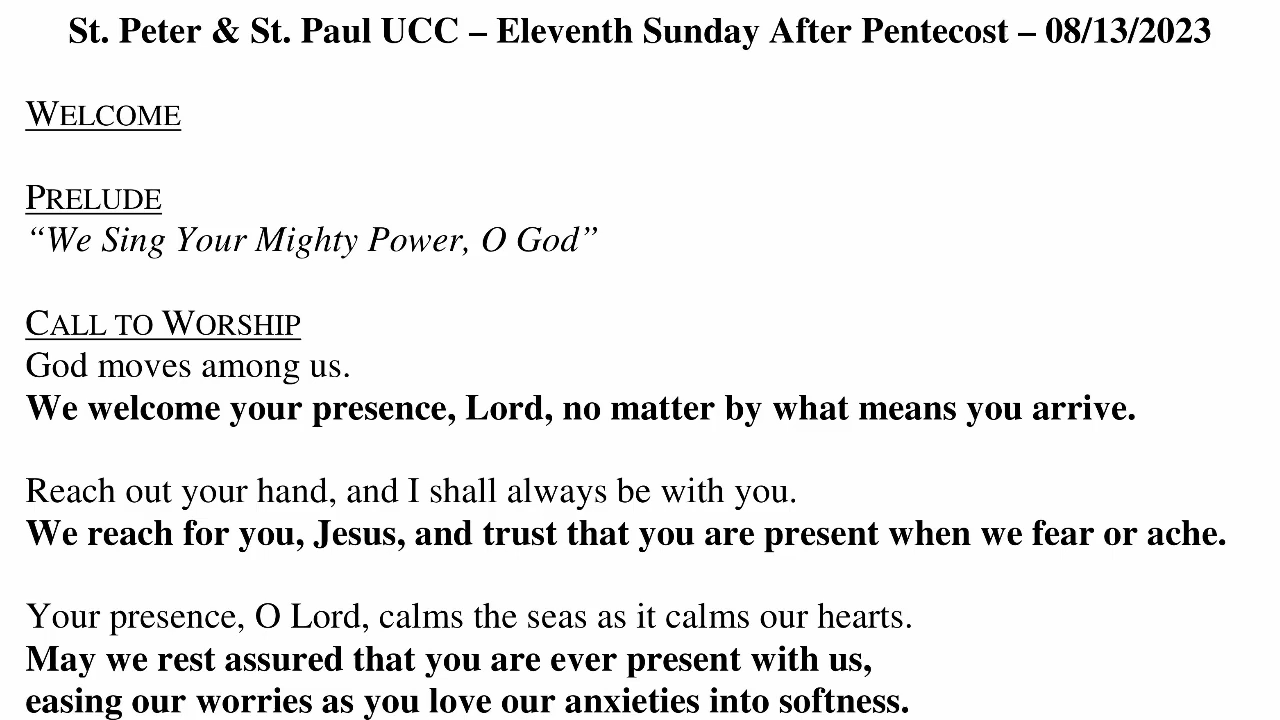 St. Peter & St. Paul UCC – Eleventh Sunday After Pentecost – 08/13/2023
WELCOME
PRELUDE
“We Sing Your Mighty Power, O God”
CALL TO WORSHIP
God moves among us.
We welcome your presence, Lord, no matter by what means you arrive.
Reach out your hand, and I shall always be with you.
We reach for you, Jesus, and trust that you are present when we fear or ache.
Your presence, O Lord, calms the seas as it calms our hearts.
May we rest assured that you are ever present with us,
easing our worries as you love our anxieties into softness.